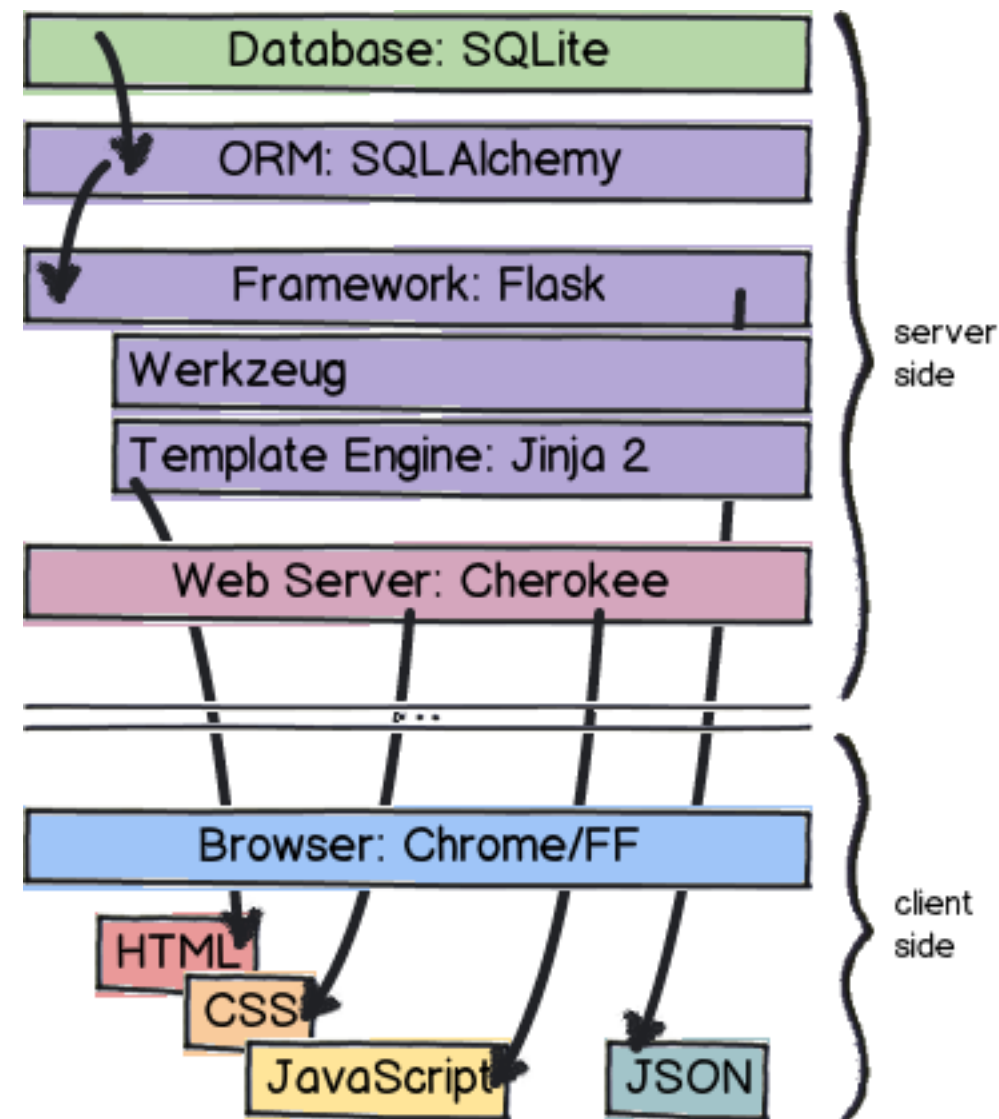 Database: SQLite
ORM: SQLAlchemy
Framework: Flask
Werkzeug
Template Engine: Jinja 2
Web Server: Cherokee
server
side
...
Browser: Chrome/FF
client
side
HTML
CSS
JavaScript
JSON